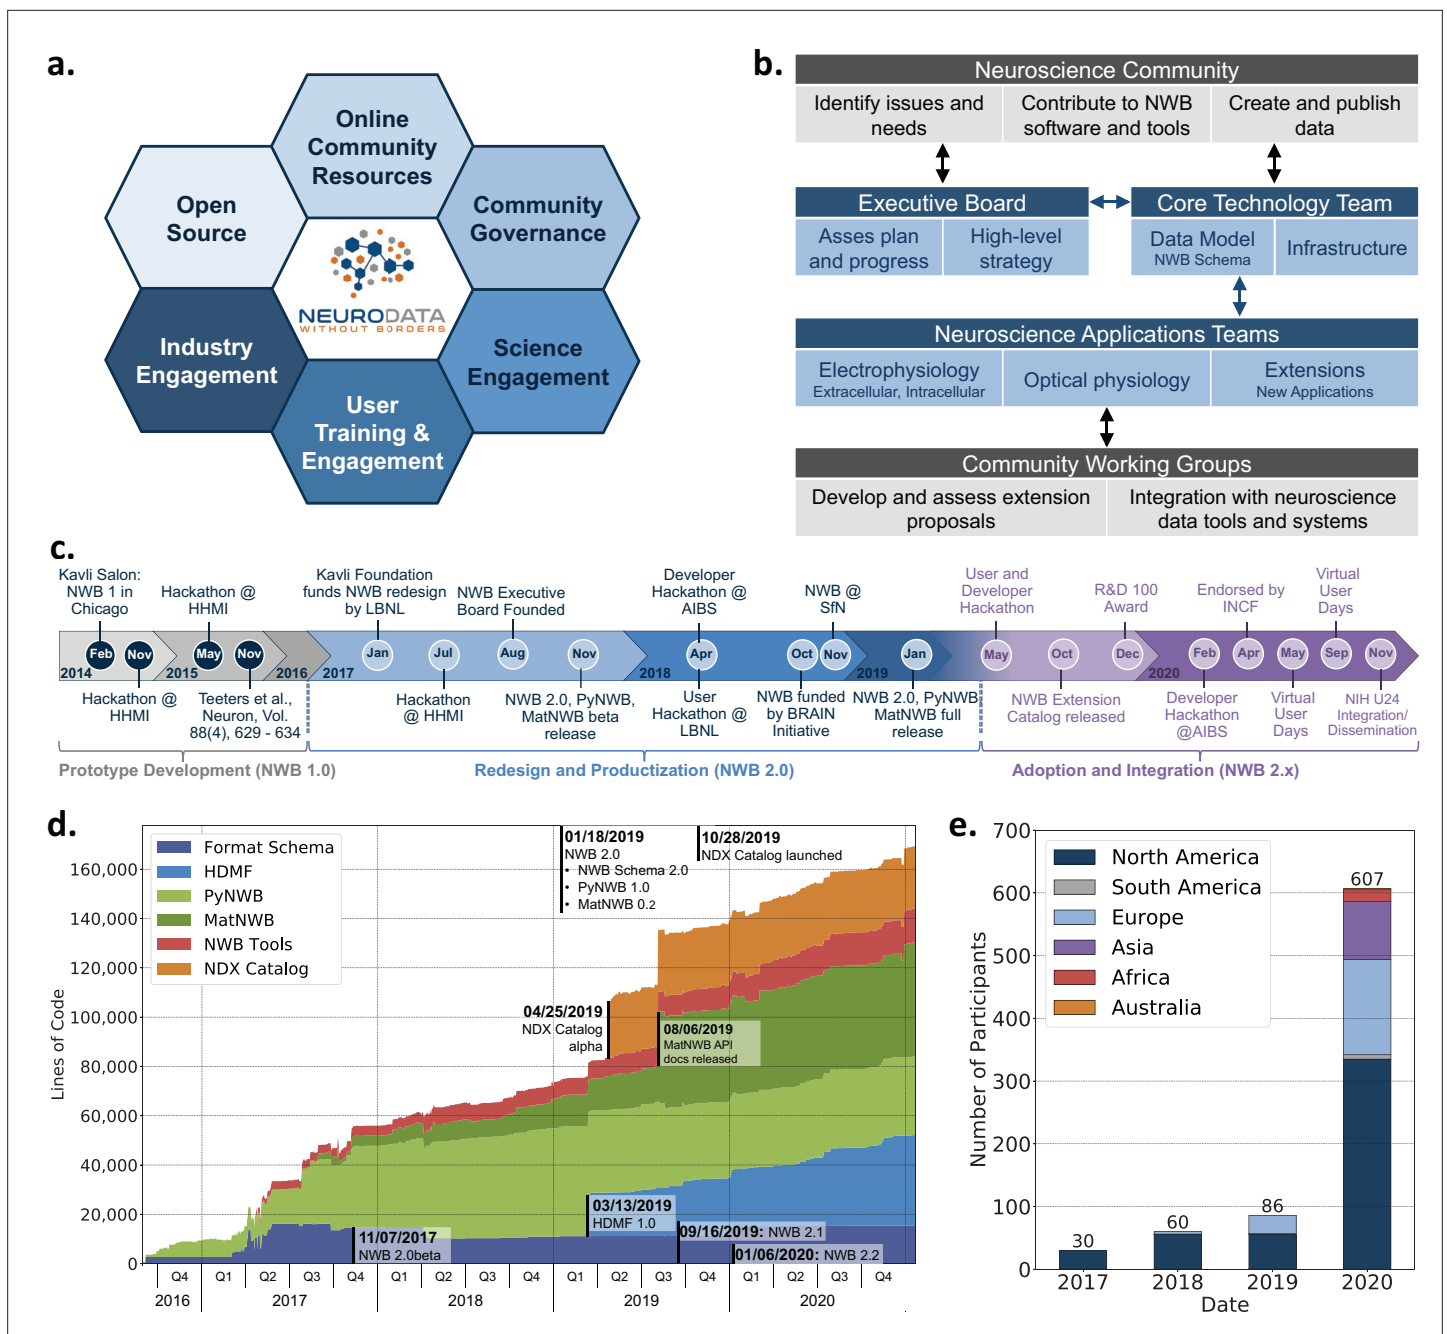 a.
Online
Community
Resources
Open
Source
Community
Governance
NEURODATA
WITHOUT BORDERS
Industry
Engagement
Science
Engagement
User
Training &
Engagement
b.
Neuroscience Community
Identify issues and
needs
Contribute to NWB
software and tools
Create and publish
data
Executive Board
Asses plan
and progress
High-level
strategy
Core Technology Team
Data Model
NWB Schema
Infrastructure
Neuroscience Applications Teams
Electrophysiology
Extracellular, Intracellular
Optical physiology
Extensions
New Applications
Community Working Groups
Develop and assess extension
proposals
Integration with neuroscience
data tools and systems
c.
Kavli Salon:
NWB 1 in
Chicago
Hackathon @
HHMI
Kavli Foundation
funds NWB redesign
by LBNL
NWB Executive
Board Founded
Developer
Hackathon @
AIBS
NWB @
SfN
User and
Developer
Hackathon
R&D 100
Award
Endorsed by
INCF
Virtual
User
Days
Feb
Nov
May
Nov
Jan
Jul
Aug
Nov
Apr
Oct
Nov
Jan
May
Oct
Dec
Feb
Apr
May
Sep
Nov
2014
2015
2016
2017
2018
2019
2020
Hackathon @
HHMI
Teeters et al.,
Neuron, Vol.
88(4), 629 - 634
Hackathon
@ HHMI
NWB 2.0, PyNWB,
MatNWB beta
release
User
Hackathon @
LBNL
NWB funded
by BRAIN
Initiative
NWB 2.0, PyNWB,
MatNWB full
release
NWB Extension
Catalog released
Developer
Hackathon
@AIBS
Virtual
User
Days
NIH U24
Integration/
Dissemination
Prototype Development (NWB 1.0)
Redesign and Productization (NWB 2.0)
Adoption and Integration (NWB 2.x)
d.
Format Schema
HDMF
PyNWB
MatNWB
NWB Tools
NDX Catalog
01/18/2019
NWB 2.0
• NWB Schema 2.0
• PyNWB 1.0
• MatNWB 0.2
10/28/2019
NDX Catalog launched
04/25/2019
NDX Catalog
alpha
08/06/2019
MatNWB API
docs released
03/13/2019
HDMF 1.0
11/07/2017
NWB 2.0beta
09/16/2019: NWB 2.1
01/06/2020: NWB 2.2
Lines of Code
160,000
140,000
120,000
100,000
80,000
60,000
40,000
20,000
0
Q4 Q1 Q2 Q3 Q4 Q1 Q2 Q3 Q4 Q1 Q2 Q3 Q4 Q1 Q2 Q3 Q4
2016 2017 2018 2019 2020
e.
North America
South America
Europe
Asia
Africa
Australia
Number of Participants
700
600
500
400
300
200
100
0
30
60
86
607
2017 2018 2019 2020
Date